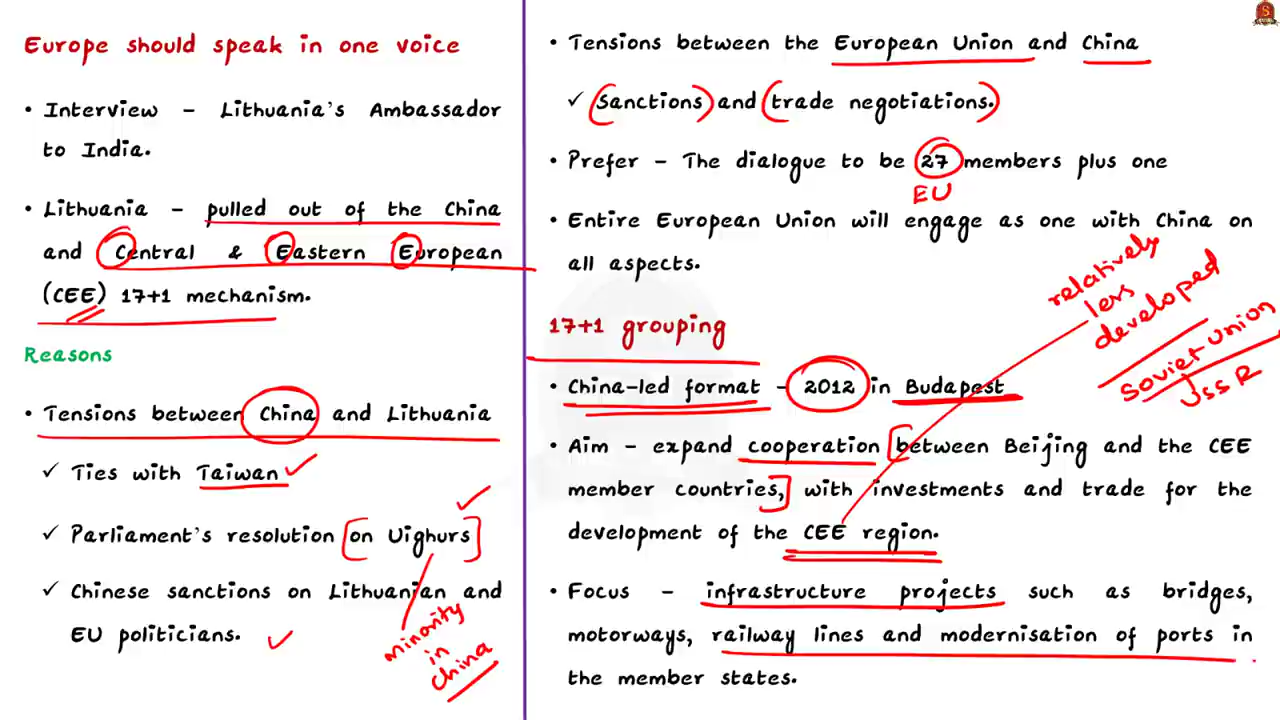 Europe should speak in one voice
• Interview - Lithuania's Ambassador
to India.
• Lithuania - pulled out of the China
and Central & Eastern European
(CEE) 17+1 mechanism.
Reasons
• Tensions between China and Lithuania
✓ Ties with Taiwan
✓ Parliament's resolution on Uighurs
✓ Chinese sanctions on Lithuanian and
EU politicians.
minority
in
china
• Tensions between the European Union and China
✓ Sanctions and trade negotiations.
• Prefer - The dialogue to be 27 members plus one
EU
• Entire European Union will engage as one with China on
all aspects.
relatively
less
developed
Soviet Union
USSR
17+1 grouping
• China-led format - 2012 in Budapest
• Aim - expand cooperation between Beijing and the CEE
member countries, with investments and trade for the
development of the CEE region.
• Focus - infrastructure projects such as bridges,
motorways, railway lines and modernisation of ports in
the member states.